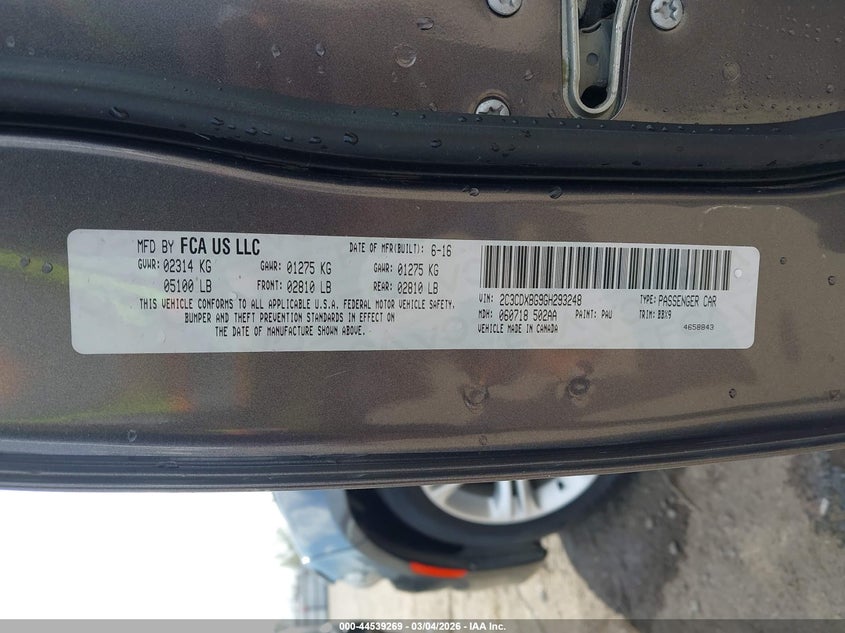 MFD BY FCA US LLC DATE OF MFR(BUILT): 6-16
GVWR: 02314 KG GAWR: 01275 KG GAWR: 01275 KG
05100 LB FRONT: 02810 LB REAR: 02810 LB
THIS VEHICLE CONFORMS TO ALL APPLICABLE U.S.A. FEDERAL MOTOR VEHICLE SAFETY,
BUMPER AND THEFT PREVENTION STANDARDS IN EFFECT ON
THE DATE OF MANUFACTURE SHOWN ABOVE.
VIN: 2C3CDXBG9GH293248 TYPE: PASSENGER CAR
MDH: 060718 502AA PAINT: PAU TRIM: BBX9
VEHICLE MADE IN CANADA 4658843
000-44539269 | 03/04/2026 | IAA Inc.